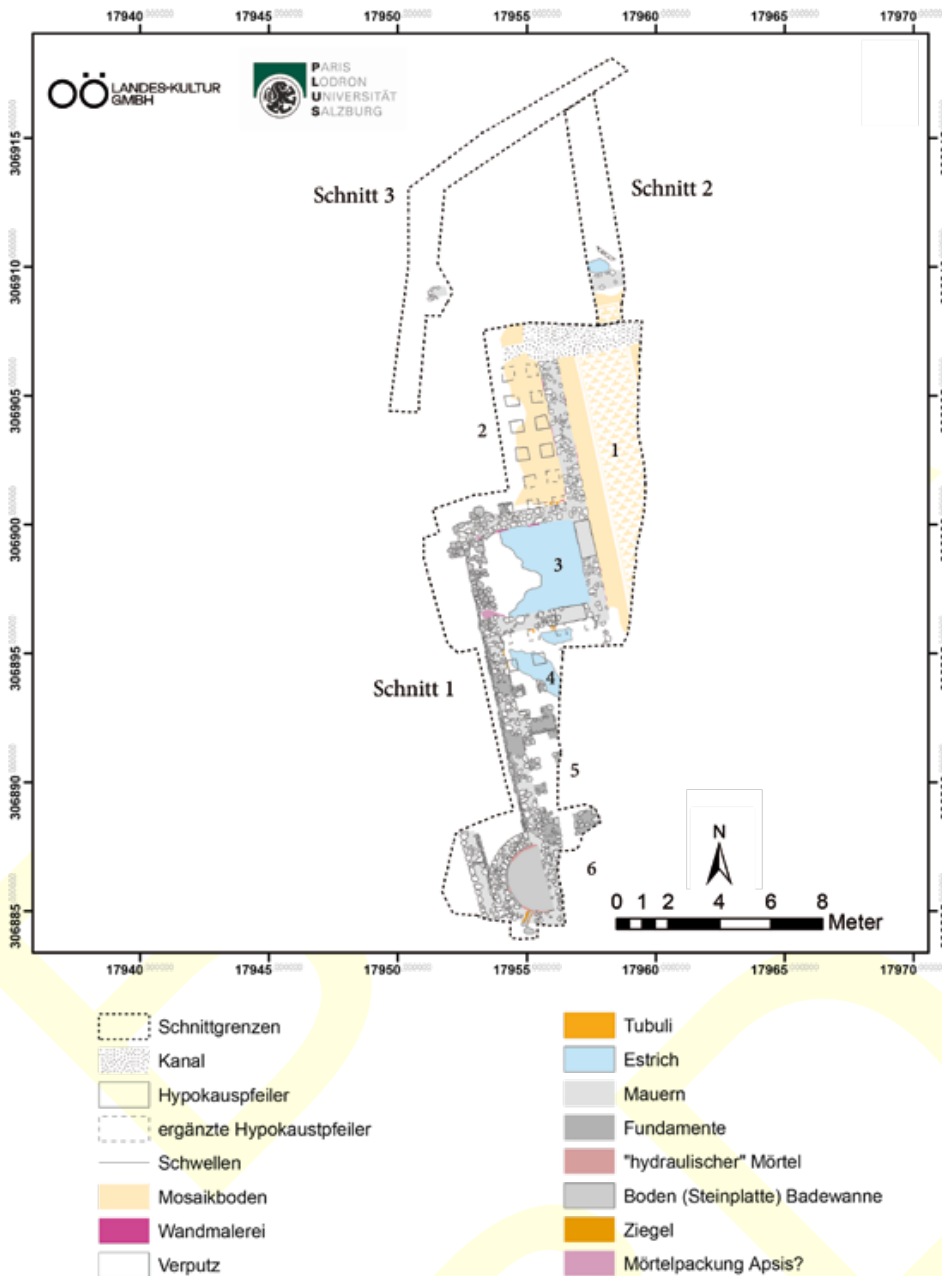 17940 17945 17950 17955 17960 17965 17970
OÖ LANDES-KULTUR
GMBH
PARIS
LODRON
UNIVERSITÄT
SALZBURG
306915
306910
306905
306900
306895
306890
306885
Schnitt 3
Schnitt 2
2
1
3
Schnitt 1
4
5
6
N
0 1 2 4 6 8
Meter
17940 17945 17950 17955 17960 17965 17970
Schnittgrenzen
Kanal
Hypokauspfeiler
ergänzte Hypokaustpfeiler
Schwellen
Mosaikboden
Wandmalerei
Verputz
Tubuli
Estrich
Mauern
Fundamente
"hydraulischer" Mörtel
Boden (Steinplatte) Badewanne
Ziegel
Mörtelpackung Apsis?